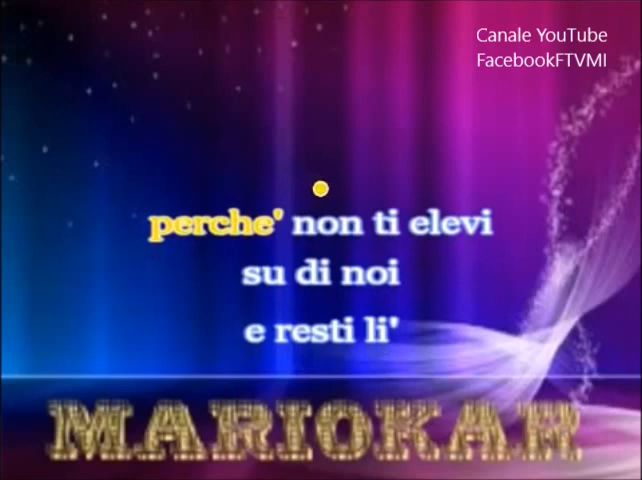 Canale YouTube
FacebookFTVMI
perche' non ti elevi
su di noi
e resti li'
MARIOKAR